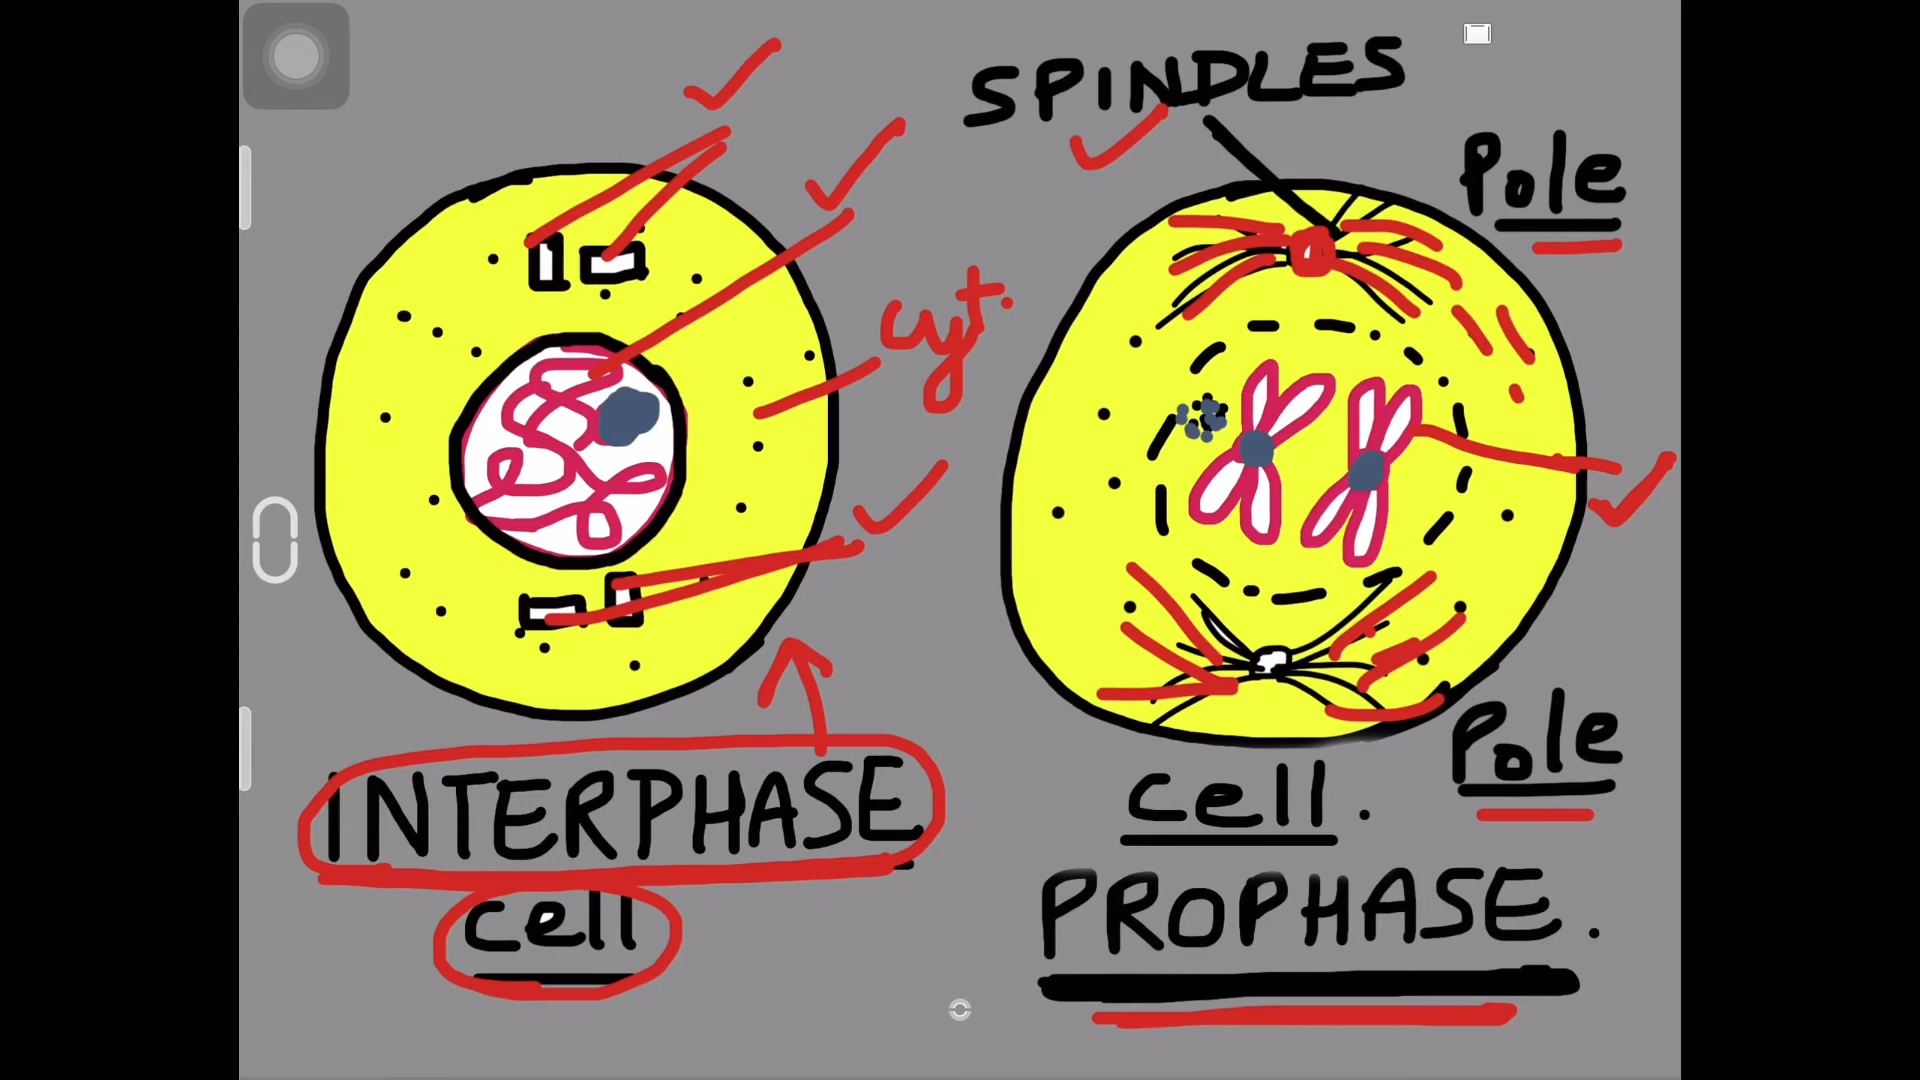 SPINDLES
Pole
cyt.
Pole
INTERPHASE
cell
cell.
PROPHASE.